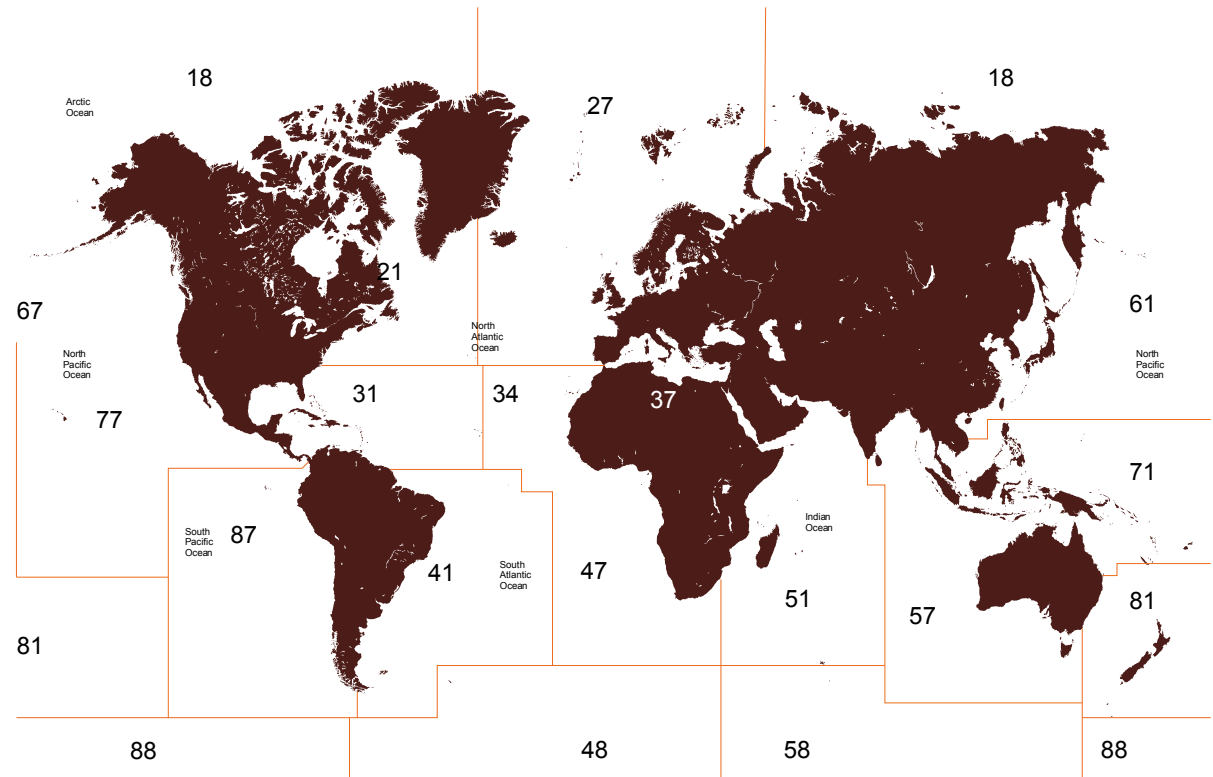 18
18
27
Arctic
Ocean
21
67
61
North
Atlantic
Ocean
North
Pacific
Ocean
North
Pacific
Ocean
31
34
37
77
71
South
Pacific
Ocean
87
Indian
Ocean
41
South
Atlantic
Ocean
47
51
57
81
81
88
48
58
88